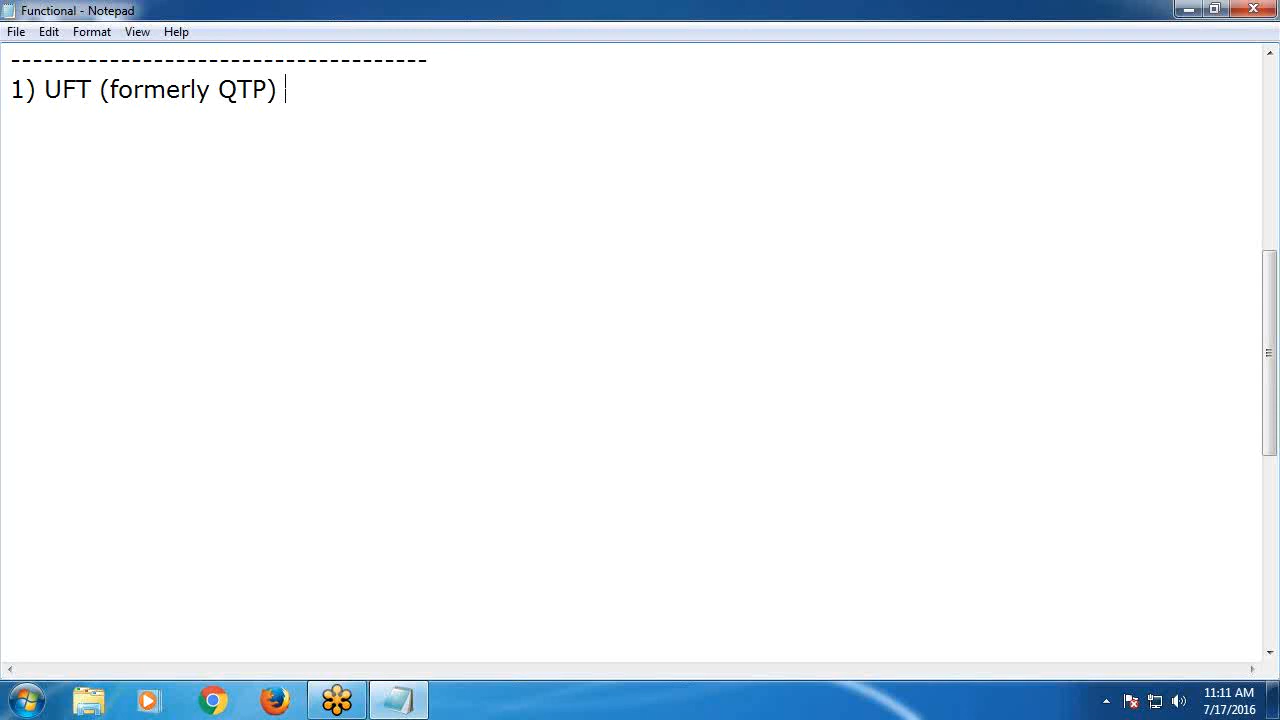 Functional - Notepad
File Edit Format View Help
--------------------------------------
1) UFT (formerly QTP)
11:11 AM
7/17/2016